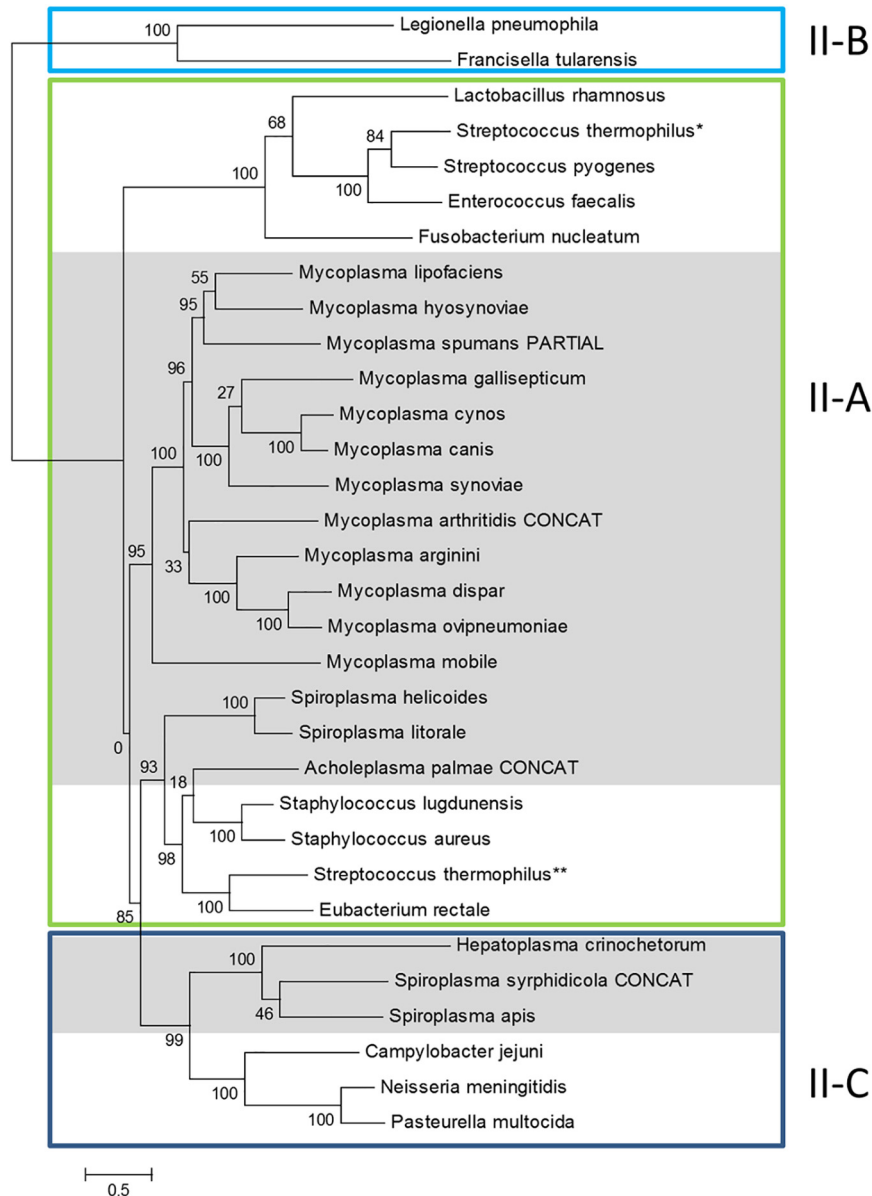 100
Legionella pneumophila
Francisella tularensis
II-B
Lactobacillus rhamnosus
68
84
Streptococcus thermophilus*
Streptococcus pyogenes
100
100
Enterococcus faecalis
Fusobacterium nucleatum
55
Mycoplasma lipofaciens
95
Mycoplasma hyosynoviae
Mycoplasma spumans PARTIAL
96
27
Mycoplasma gallisepticum
II-A
Mycoplasma cynos
100
100
100
Mycoplasma canis
Mycoplasma synoviae
Mycoplasma arthritidis CONCAT
95
33
Mycoplasma arginini
100
Mycoplasma dispar
100
Mycoplasma ovipneumoniae
Mycoplasma mobile
100
Spiroplasma helicoides
Spiroplasma litorale
0
93
18
Acholeplasma palmae CONCAT
Staphylococcus lugdunensis
100
Staphylococcus aureus
98
Streptococcus thermophilus**
100
Eubacterium rectale
85
Hepatoplasma crinochetorum
100
Spiroplasma syrphidicola CONCAT
46
Spiroplasma apis
99
Campylobacter jejuni
II-C
100
Neisseria meningitidis
100
Pasteurella multocida
0.5